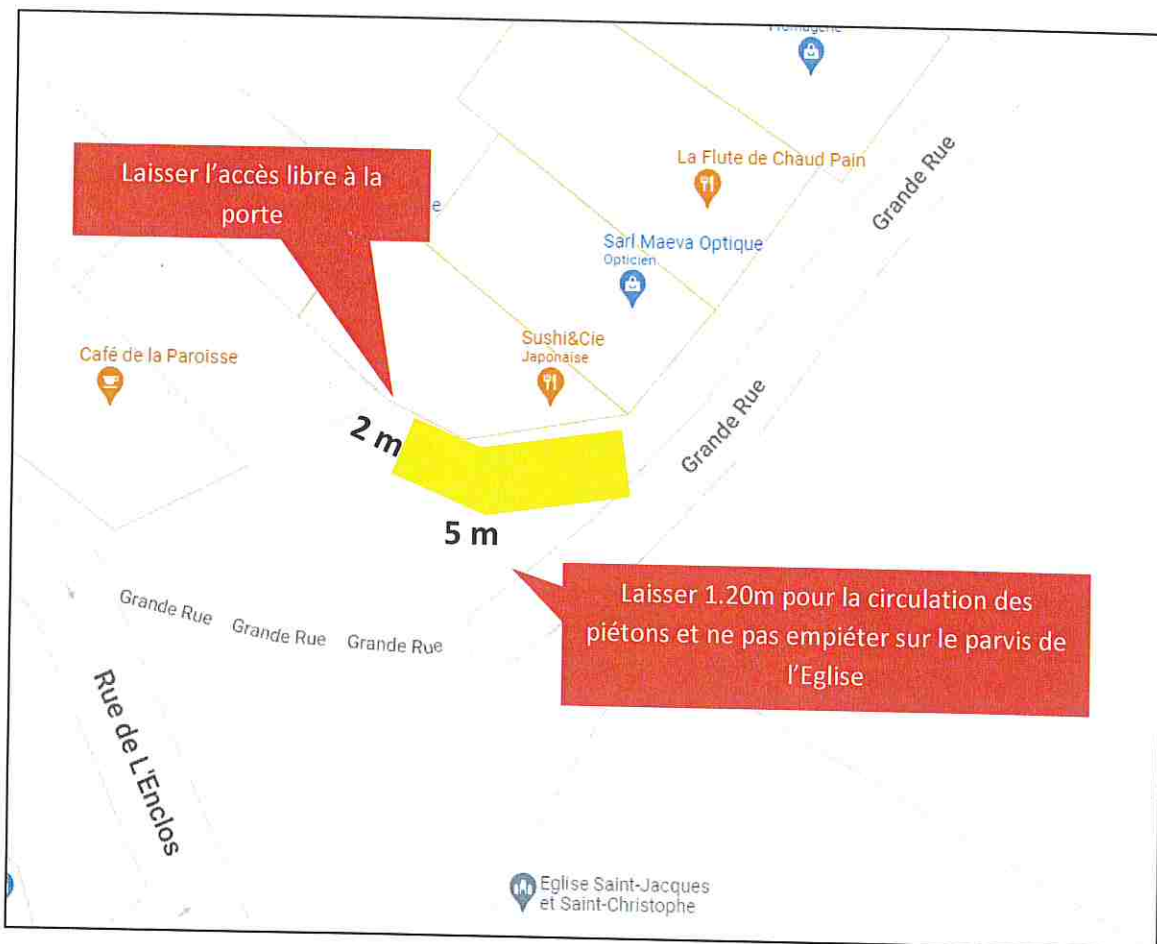 Fromagerie
Laisser l'accès libre à la
porte
e
La Flute de Chaud Pain
Grande Rue
Sarl Maeva Optique
Opticien
Sushi&Cie
Japonaise
Café de la Paroisse
2 m
Grande Rue
5 m
Laisser 1.20m pour la circulation des
piétons et ne pas empiéter sur le parvis de
l'Eglise
Grande Rue Grande Rue Grande Rue
Rue de L'Enclos
Eglise Saint-Jacques
et Saint-Christophe